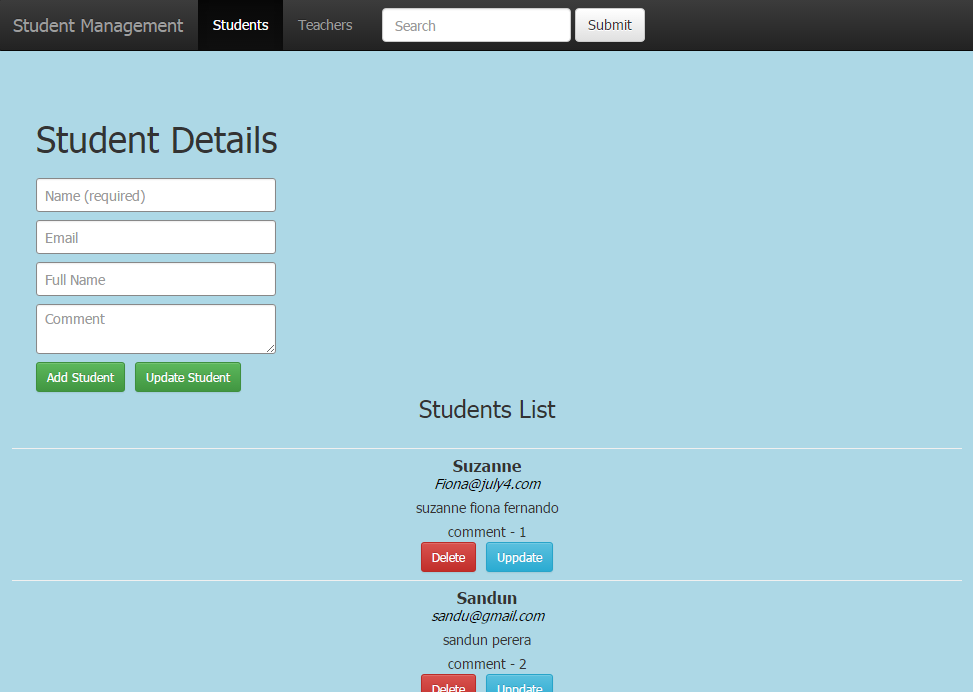 Student Management Students Teachers Search Submit
Student Details
Name (required)
Email
Full Name
Comment
Add Student Update Student
Students List
Suzanne
Fiona@july4.com
suzanne fiona fernando
comment - 1
Delete Uppdate
Sandun
sandu@gmail.com
sandun perera
comment - 2
Delete Uppdate